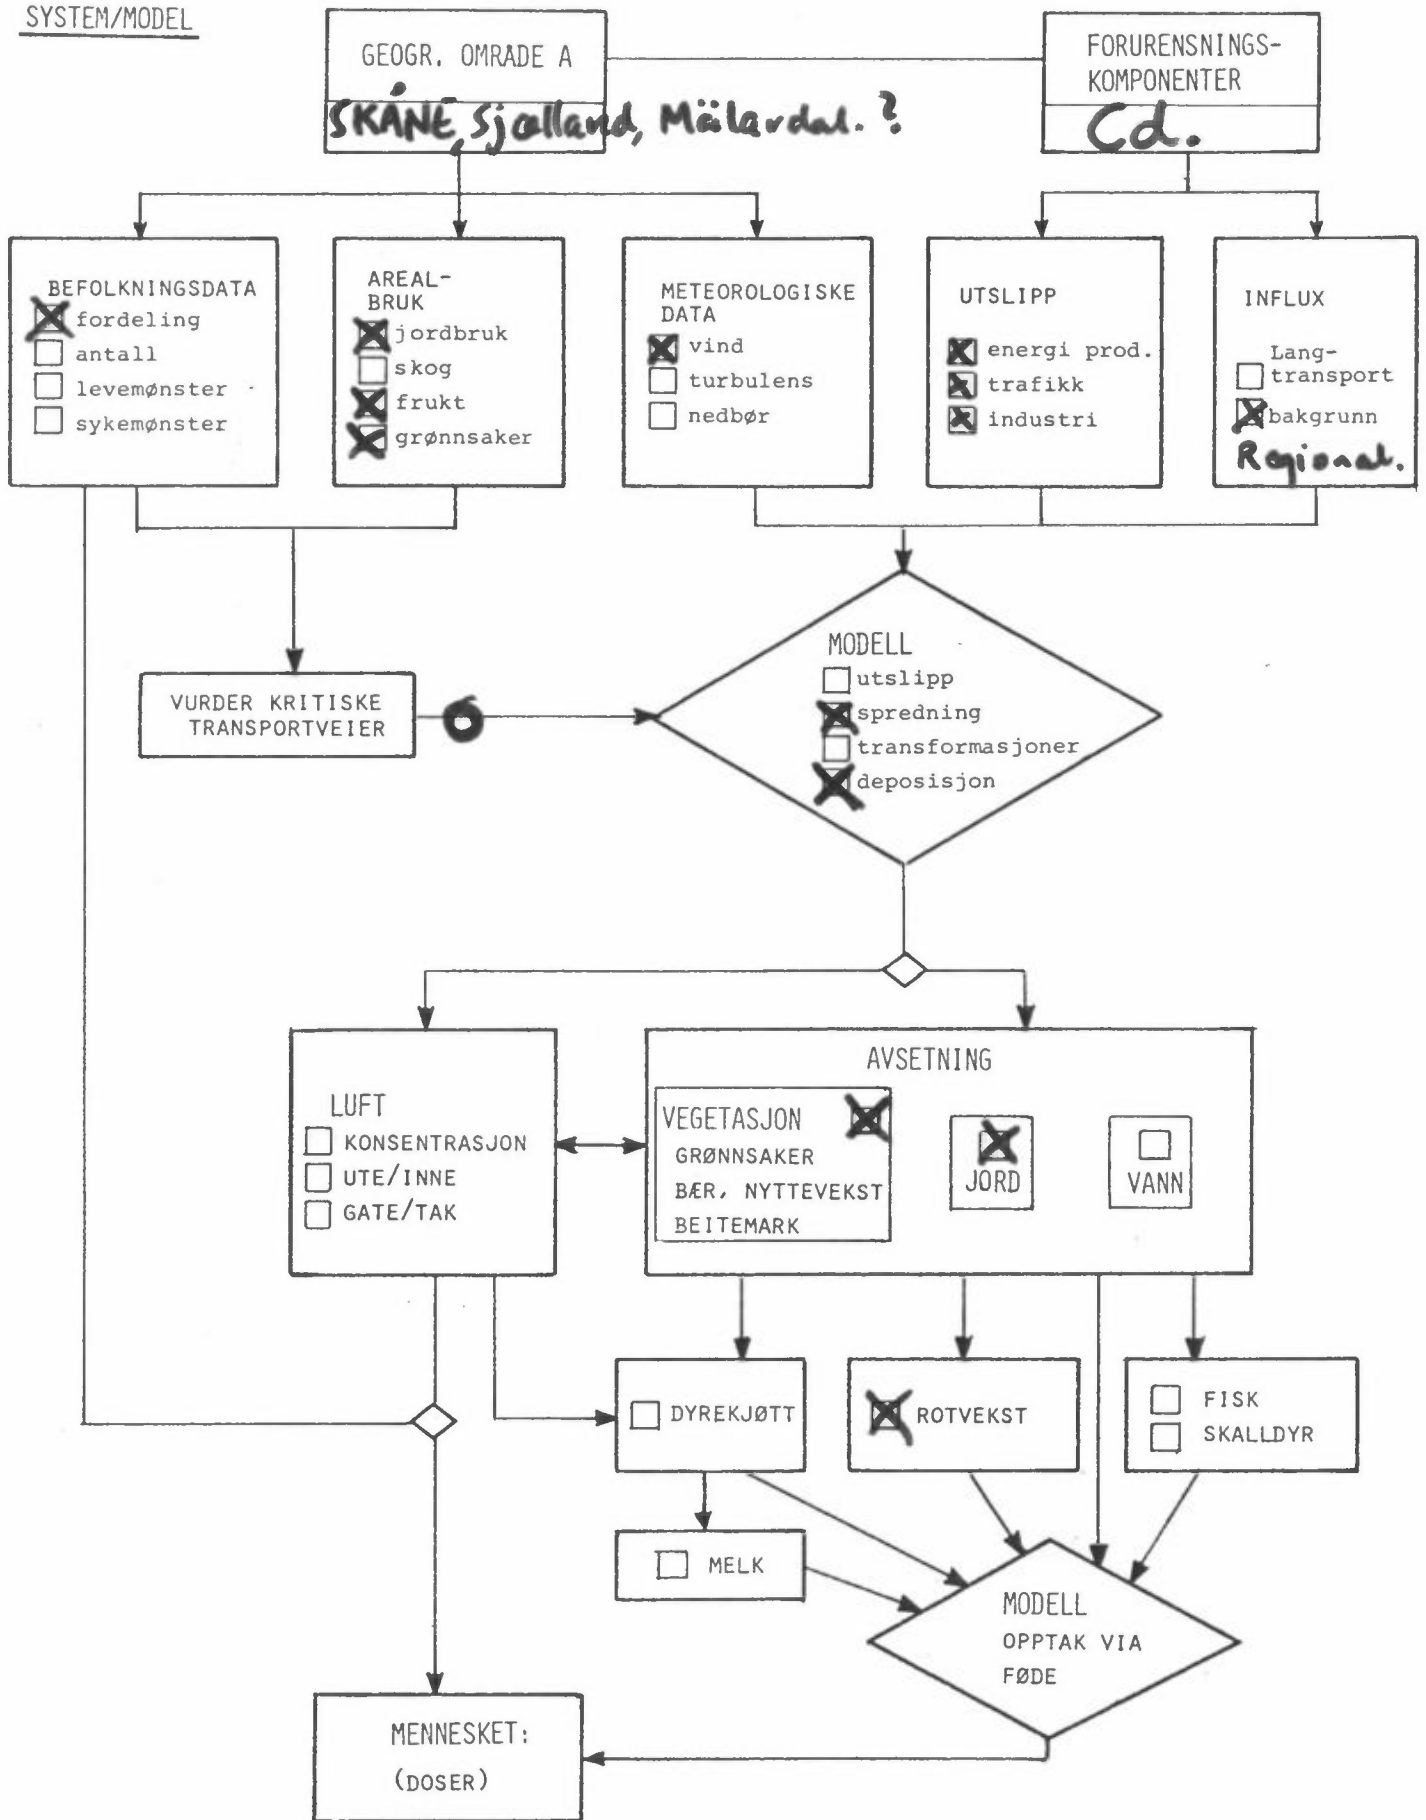 SYSTEM/MODEL
GEOGR. OMRADE A
SKÅNE, Sjælland, Mälardal. ?
FORURENSNINGS-
KOMPONENTER
Cd.
BEFOLKNINGSDATA
fordeling
antall
levemønster
sykemønster
AREAL-
BRUK
jordbruk
skog
frukt
grønnsaker
METEOROLOGISKE
DATA
vind
turbulens
nedbør
UTSLIPP
energi prod.
trafikk
industri
INFLUX
Lang-
transport
bakgrunn
Regional.
VURDER KRITISKE
TRANSPORTVEIER
MODELL
utslipp
spredning
transformasjoner
deposisjon
LUFT
KONSENTRASJON
UTE/INNE
GATE/TAK
AVSETNING
VEGETASJON
GRØNNSAKER
BÆR, NYTTEVEKST
BEITEMARK
JORD
VANN
DYREKJØTT
ROTVEKST
FISK
SKALLDYR
MELK
MODELL
OPPTAK VIA
FØDE
MENNESKET:
(DOSER)